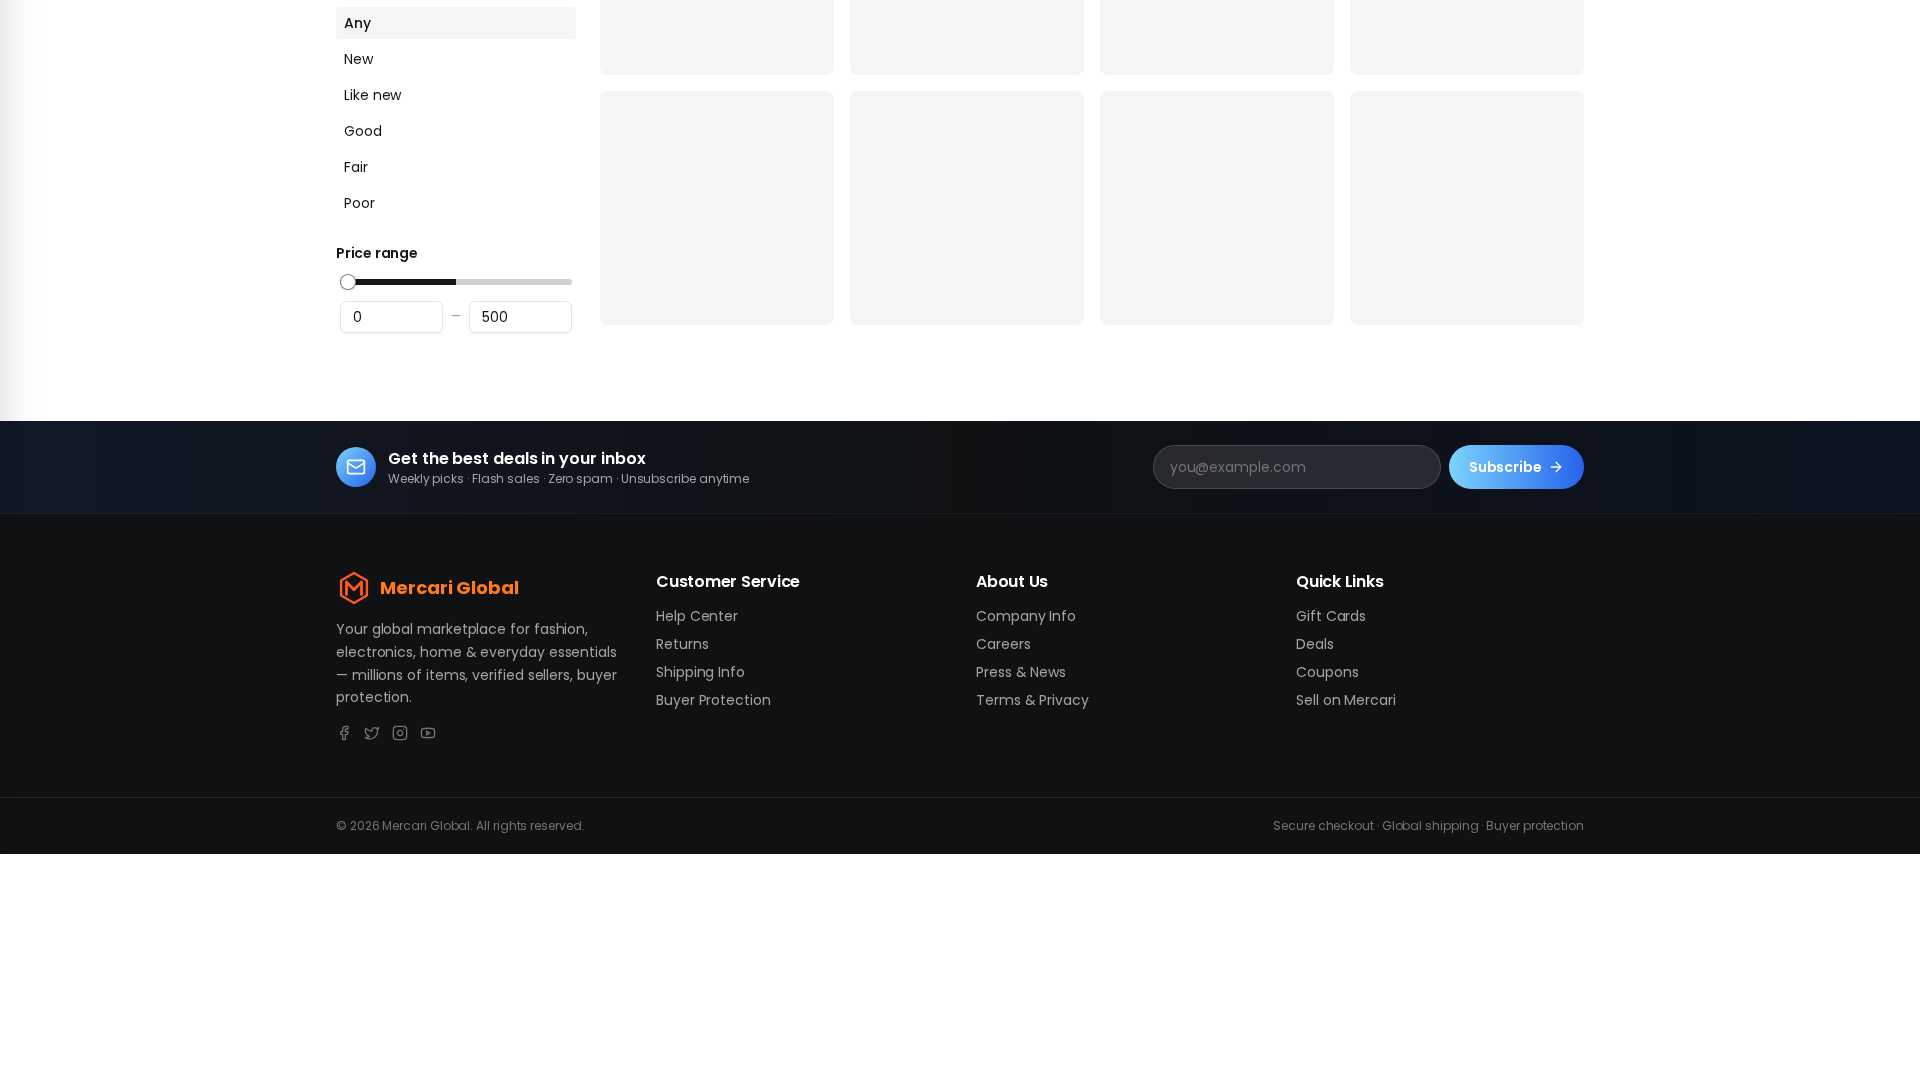 Any
New
Like new
Good
Fair
Poor
Price range
0 — 500
Get the best deals in your inbox
Weekly picks · Flash sales · Zero spam · Unsubscribe anytime
you@example.com
Subscribe
Mercari Global
Your global marketplace for fashion,
electronics, home & everyday essentials
— millions of items, verified sellers, buyer
protection.
Customer Service
Help Center
Returns
Shipping Info
Buyer Protection
About Us
Company Info
Careers
Press & News
Terms & Privacy
Quick Links
Gift Cards
Deals
Coupons
Sell on Mercari
© 2026 Mercari Global. All rights reserved.
Secure checkout · Global shipping · Buyer protection